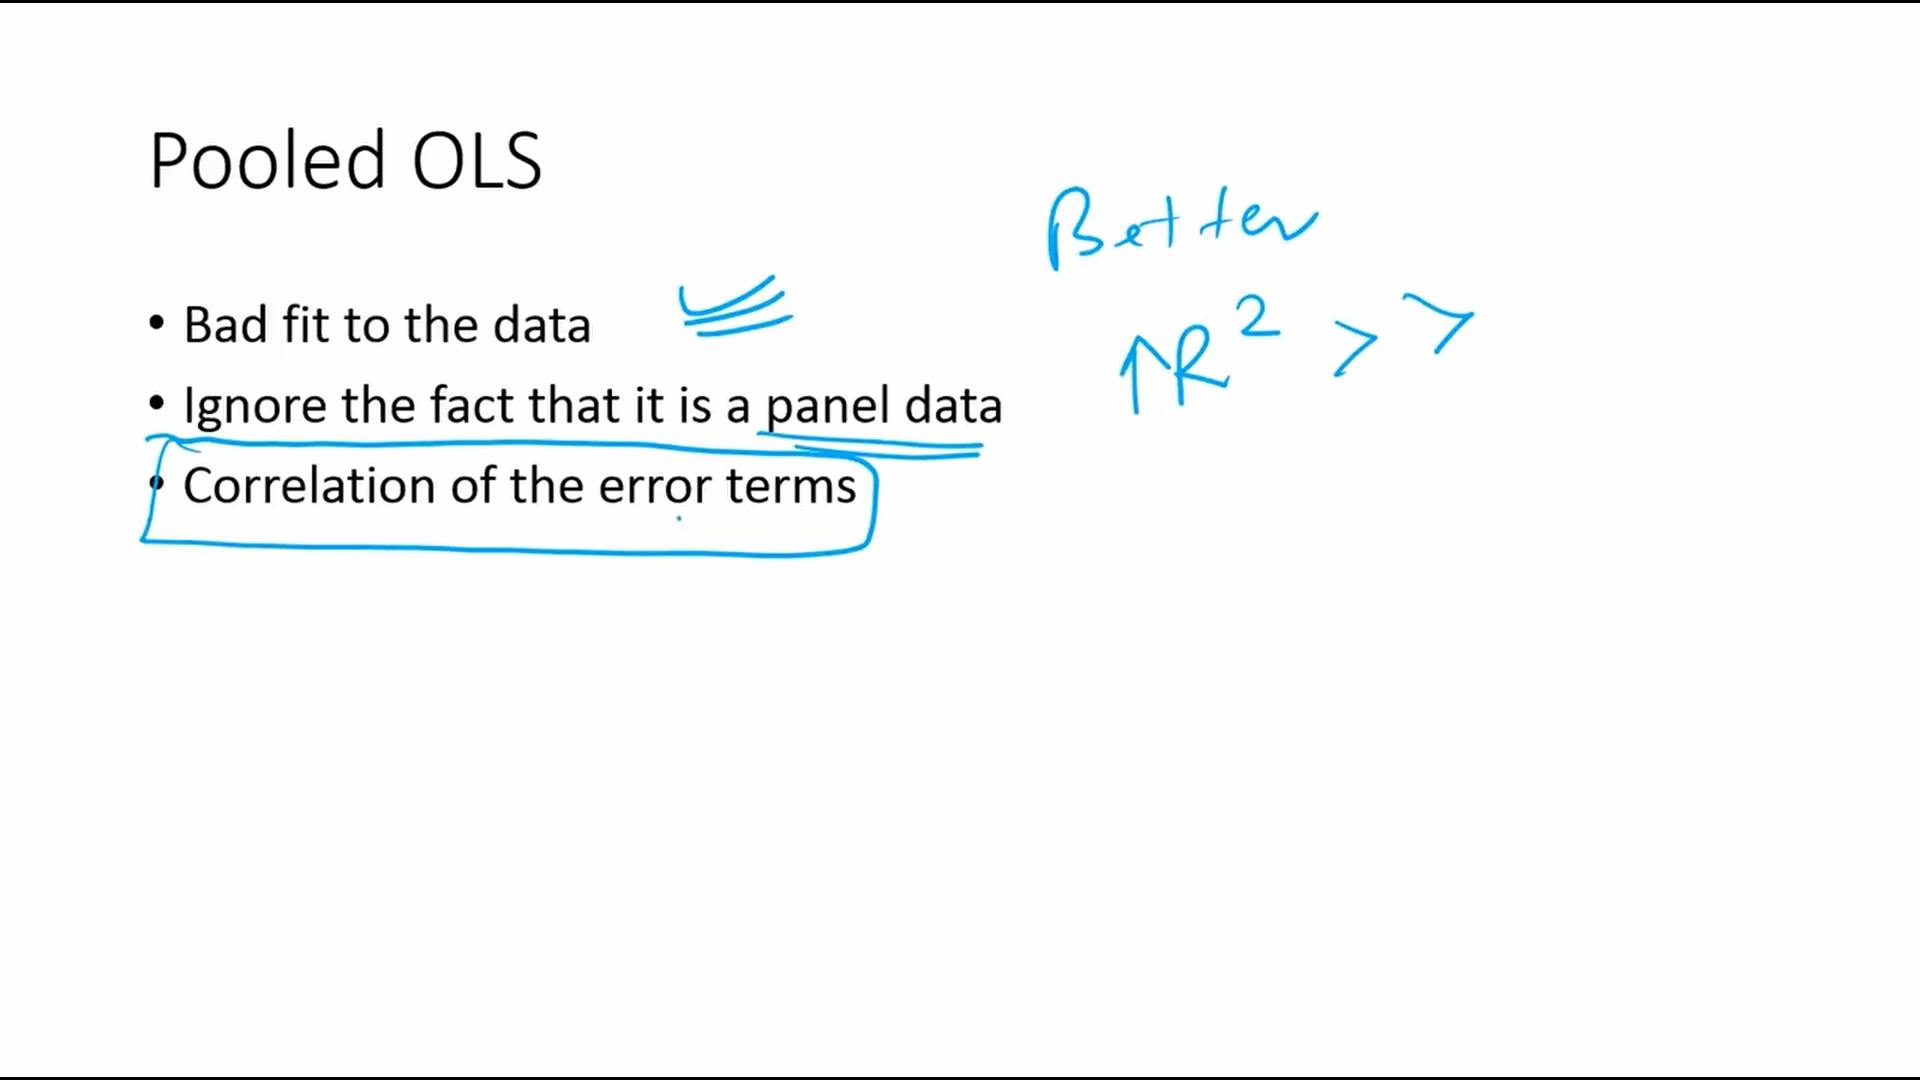 Pooled OLS
Better
• Bad fit to the data
↑R² > >
• Ignore the fact that it is a panel data
• Correlation of the error terms